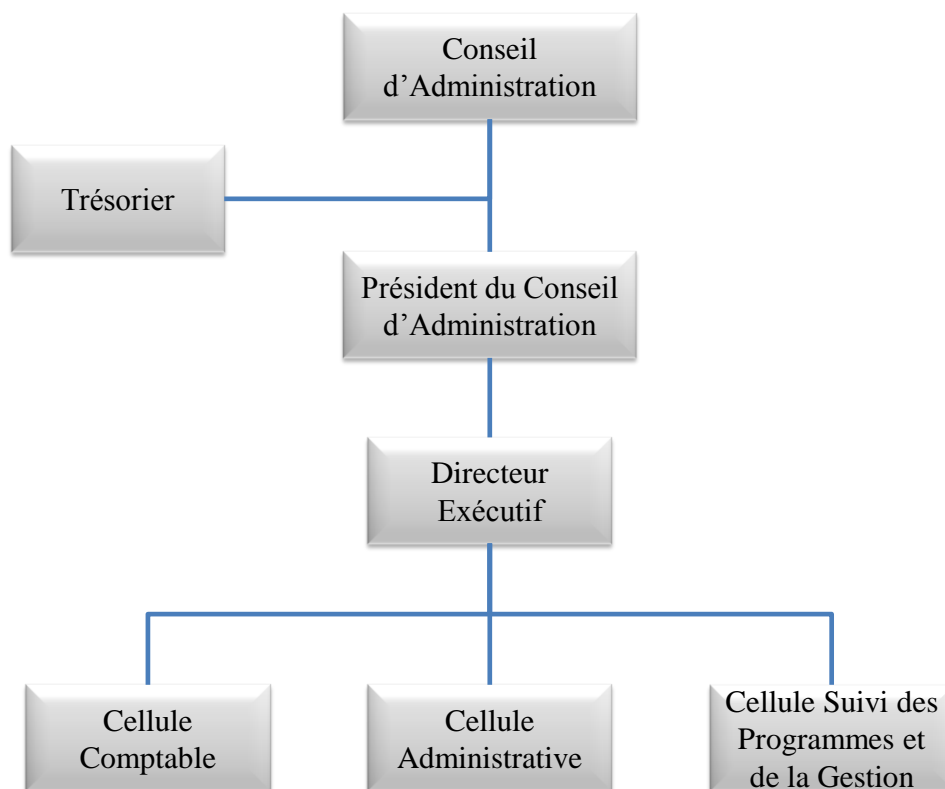 Conseil
d’Administration
Trésorier
Président du Conseil
d’Administration
Directeur
Exécutif
Cellule
Comptable
Cellule
Administrative
Cellule Suivi des
Programmes et
de la Gestion